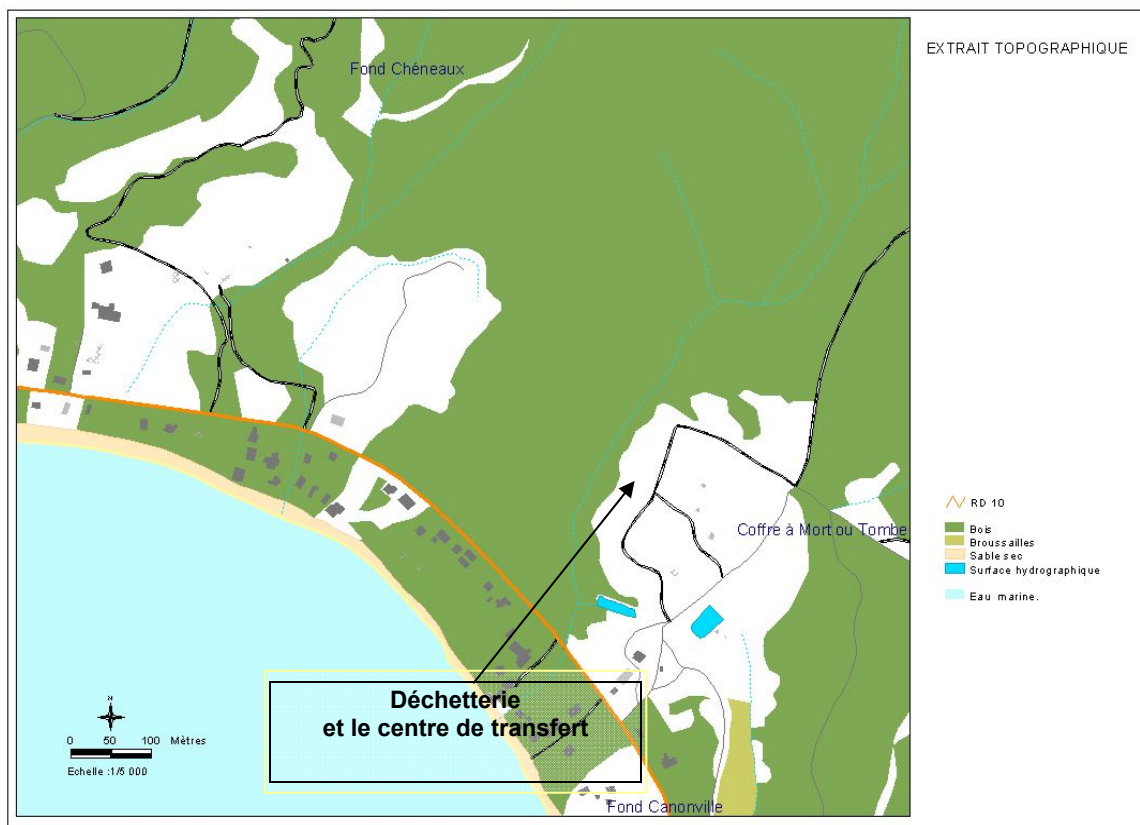 EXTRAIT TOPOGRAPHIQUE
Fond Chéneaux
Coffre à Mort ou Tombe
RD 10
Bois
Broussailles
Sable sec
Surface hydrographique
Eau marine.
Déchetterie
et le centre de transfert
N
0 50 100 Mètres
Echelle :1/5 000
Fond Canonville